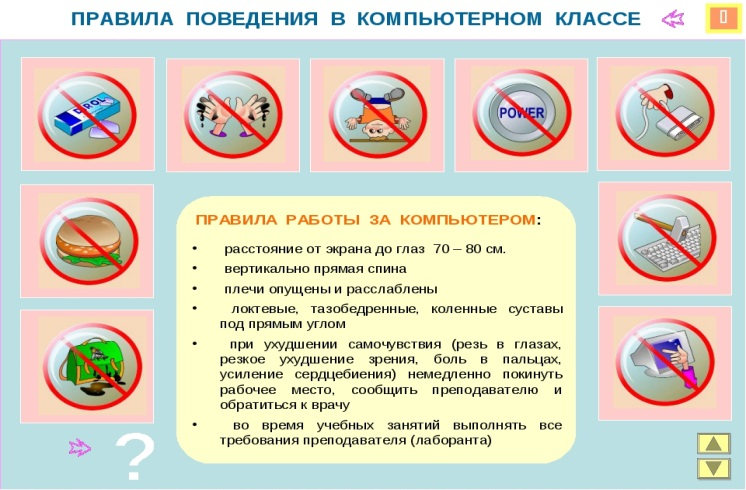 ПРАВИЛА ПОВЕДЕНИЯ В КОМПЬЮТЕРНОМ КЛАССЕ
DIROL
POWER
ПРАВИЛА РАБОТЫ ЗА КОМПЬЮТЕРОМ:
• расстояние от экрана до глаз 70 – 80 см.
• вертикально прямая спина
• плечи опущены и расслаблены
• локтевые, тазобедренные, коленные суставы
под прямым углом
• при ухудшении самочувствия (резь в глазах,
резкое ухудшение зрения, боль в пальцах,
усиление сердцебиения) немедленно покинуть
рабочее место, сообщить преподавателю и
обратиться к врачу
• во время учебных занятий выполнять все
требования преподавателя (лаборанта)
?